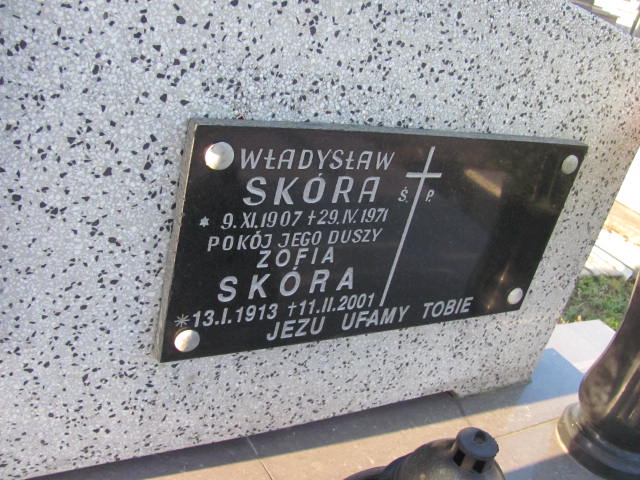 WŁADYSŁAW
SKÓRA
Ś. P.
* 9.XI.1907 +29.IV.1971
POKÓJ JEGO DUSZY
ZOFIA
SKÓRA
*13.I.1913 +11.II.2001
JEZU UFAMY TOBIE